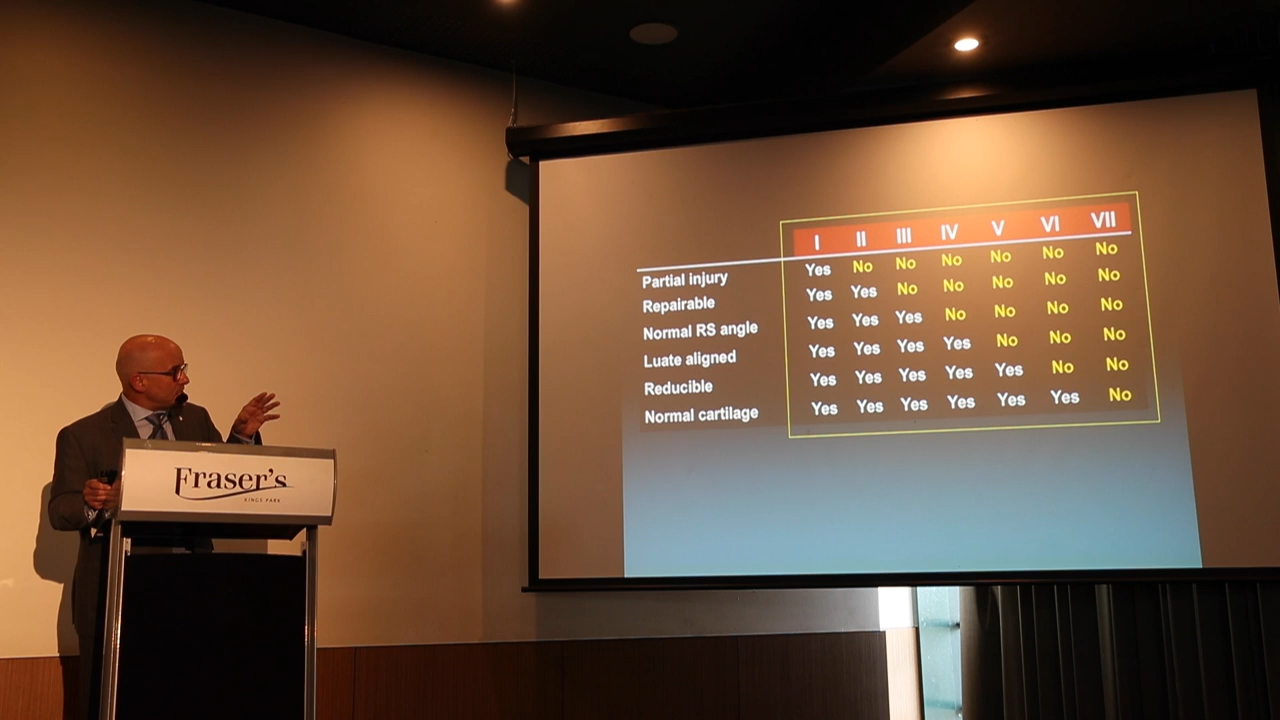 I II III IV V VI VII
Partial injury Yes No No No No No No
Repairable Yes Yes No No No No No
Normal RS angle Yes Yes Yes No No No No
Luate aligned Yes Yes Yes Yes No No No
Reducible Yes Yes Yes Yes Yes No No
Normal cartilage Yes Yes Yes Yes Yes Yes No
Fraser's
KINGS PARK